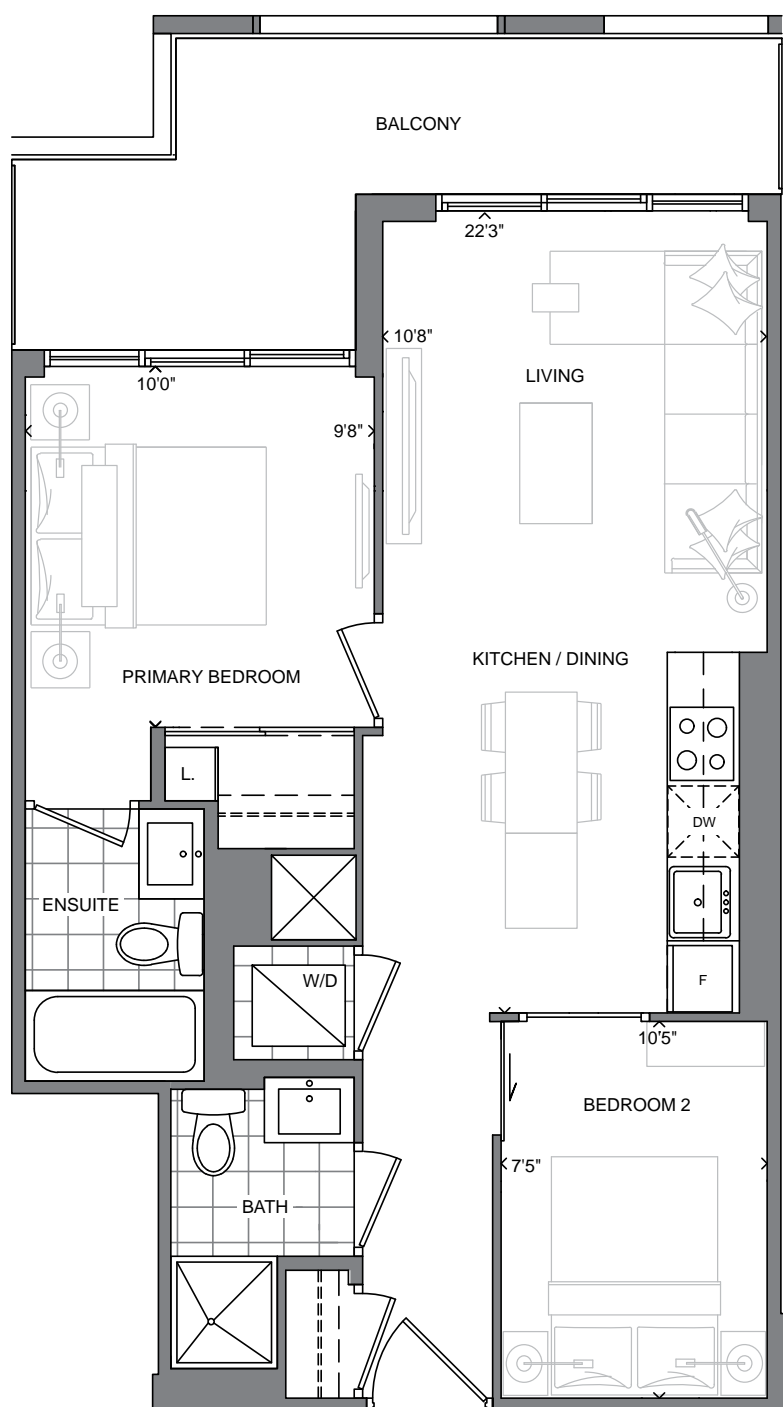 BALCONY
22'3"
10'8"
LIVING
10'0"
9'8"
KITCHEN / DINING
PRIMARY BEDROOM
L.
DW
ENSUITE
W/D
F
10'5"
BEDROOM 2
7'5"
BATH